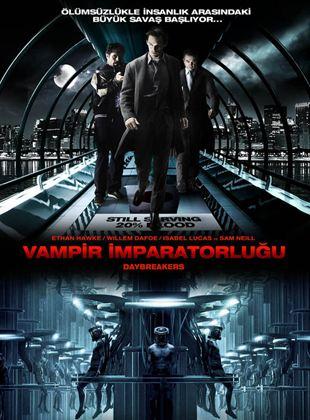 ÖLÜMSÜZLÜKLE İNSANLIK ARASINDAKİ
BÜYÜK SAVAŞ BAŞLIYOR...
STILL SERVING
20% BLOOD
ETHAN HAWKE / WILLEM DAFOE / ISABEL LUCAS ve SAM NEILL
VAMPİR İMPARATORLUĞU
DAYBREAKERS